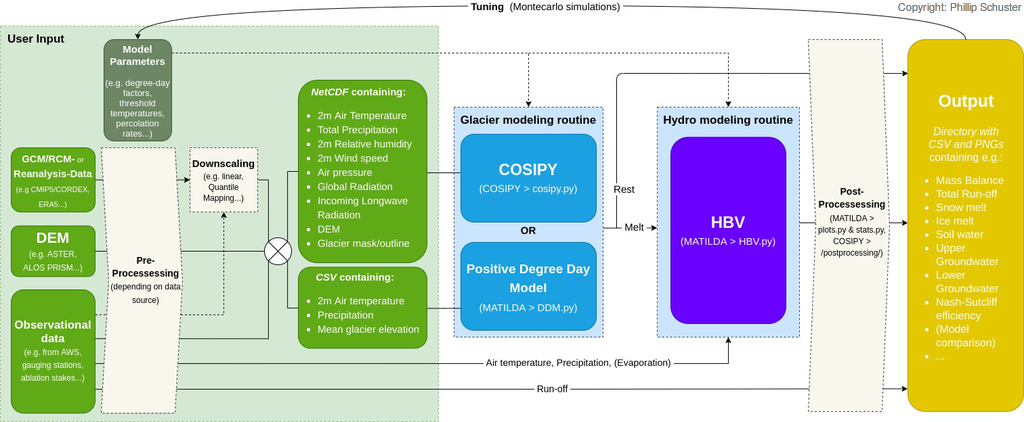 Tuning (Montecarlo simulations)
Copyright: Phillip Schuster
User Input
Model
Parameters
(e.g. degree-day
factors,
threshold
temperatures,
percolation
rates...)
GCM/RCM- or
Reanalysis-Data
(e.g CMIP5/CORDEX,
ERA5...)
DEM
(e.g. ASTER,
ALOS PRISM...)
Observational
data
(e.g. from AWS,
gauging stations,
ablation stakes...)
Pre-
Processessing
(depending on data
source)
Downscaling
(e.g. linear,
Quantile
Mapping...)
NetCDF containing:
• 2m Air Temperature
• Total Precipitation
• 2m Relative humidity
• 2m Wind speed
• Air pressure
• Global Radiation
• Incoming Longwave
Radiation
• DEM
• Glacier mask/outline
CSV containing:
• 2m Air temperature
• Precipitation
• Mean glacier elevation
Glacier modeling routine
COSIPY
(COSIPY > cosipy.py)
OR
Positive Degree Day
Model
(MATILDA > DDM.py)
Rest
Melt
Hydro modeling routine
HBV
(MATILDA > HBV.py)
Air temperature, Precipitation, (Evaporation)
Run-off
Post-
Processessing
(MATILDA >
plots.py & stats.py,
COSIPY >
/postprocessing/)
Output
Directory with
CSV and PNGs
containing e.g.:
• Mass Balance
• Total Run-off
• Snow melt
• Ice melt
• Soil water
• Upper
Groundwater
• Lower
Groundwater
• Nash-Sutcliff
efficiency
• (Model
comparison)
• ...